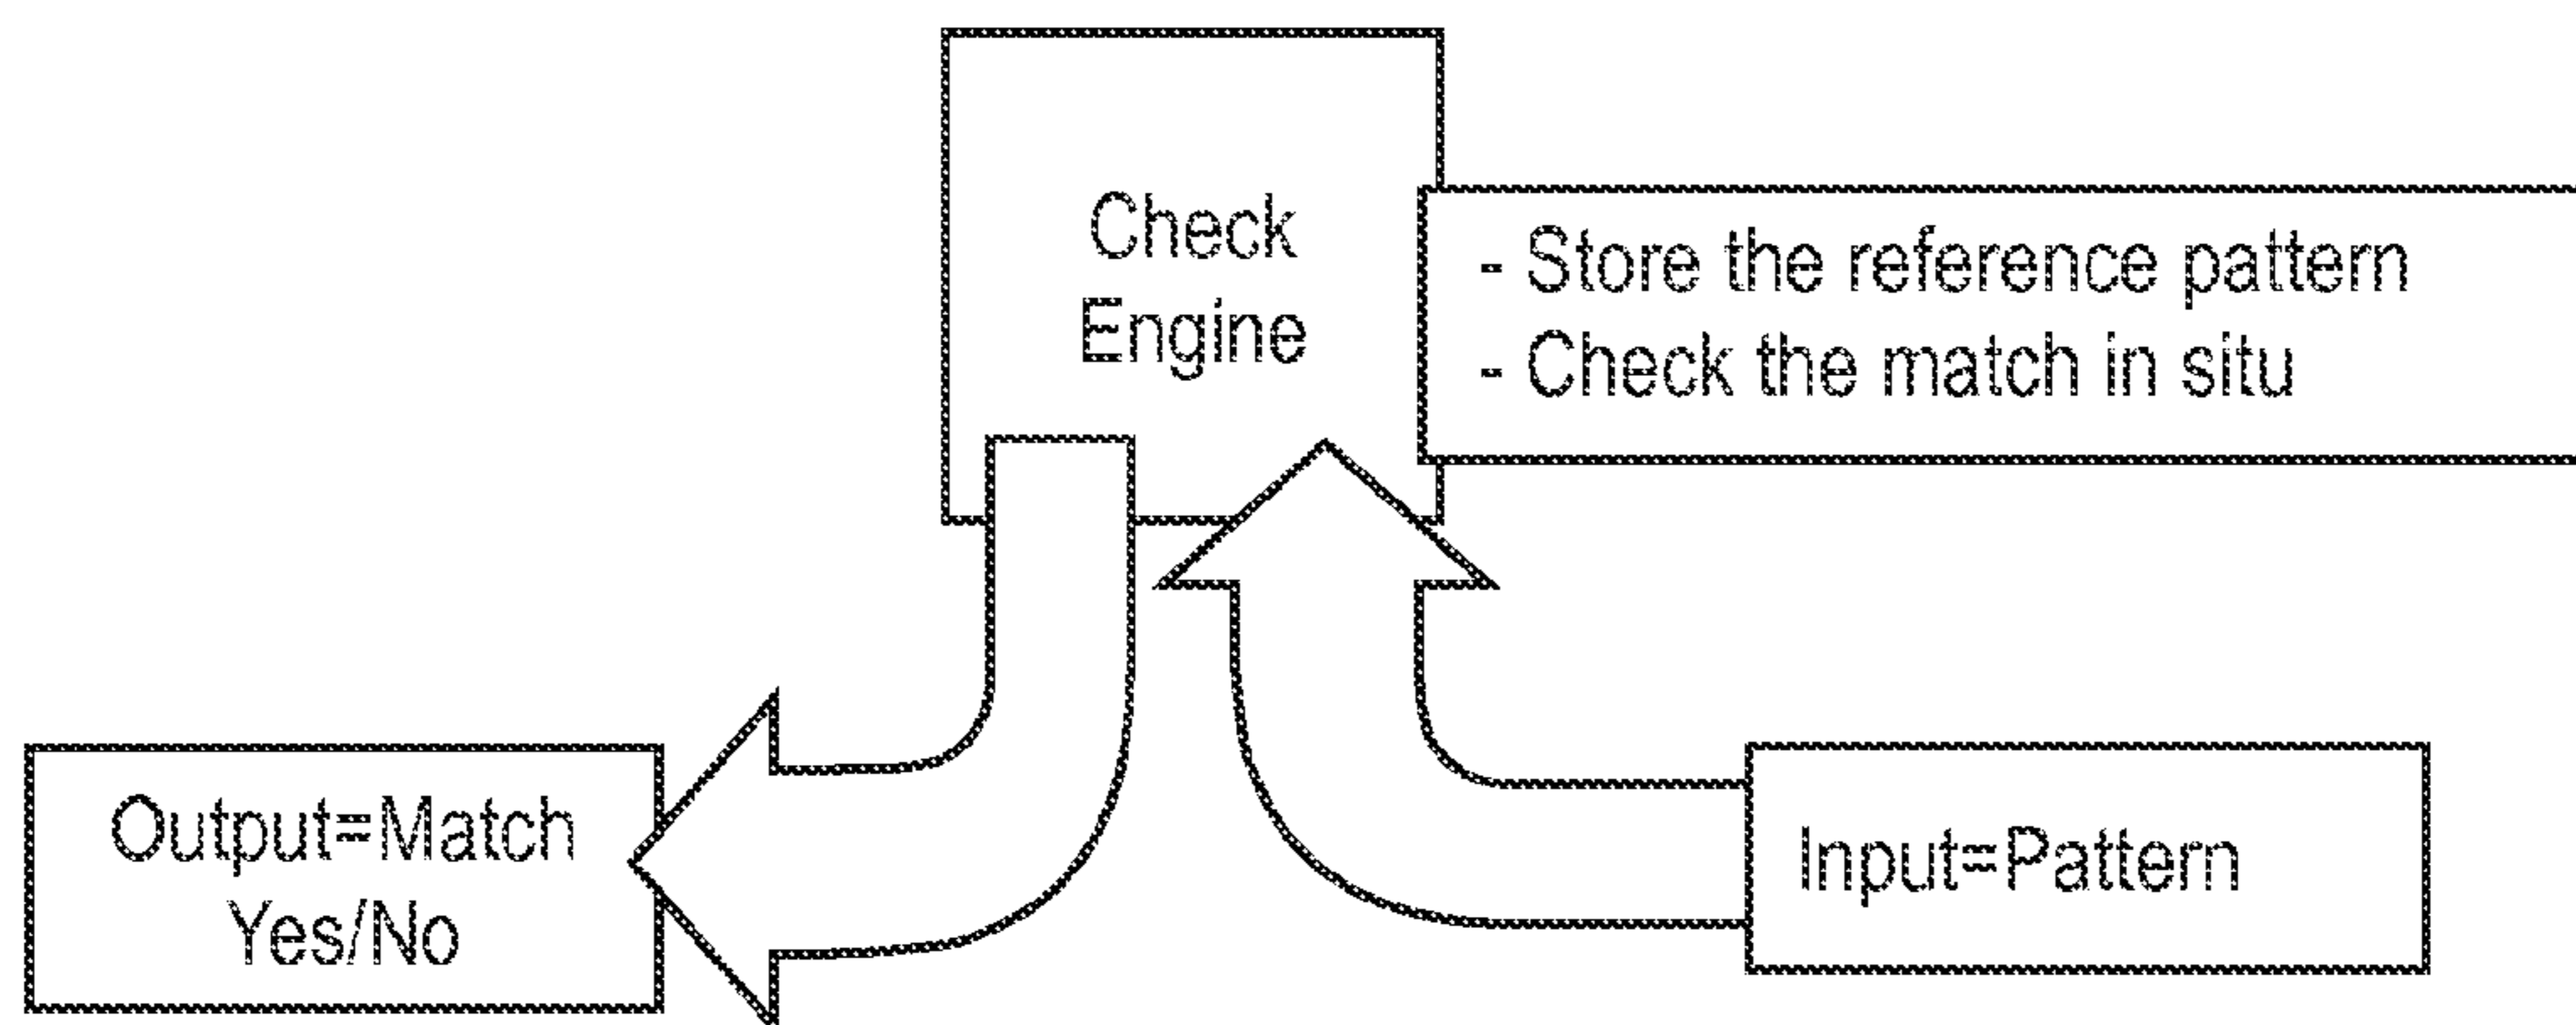 Check
Engine
- Store the reference pattern
- Check the match in situ
Output=Match
Yes/No
Input=Pattern